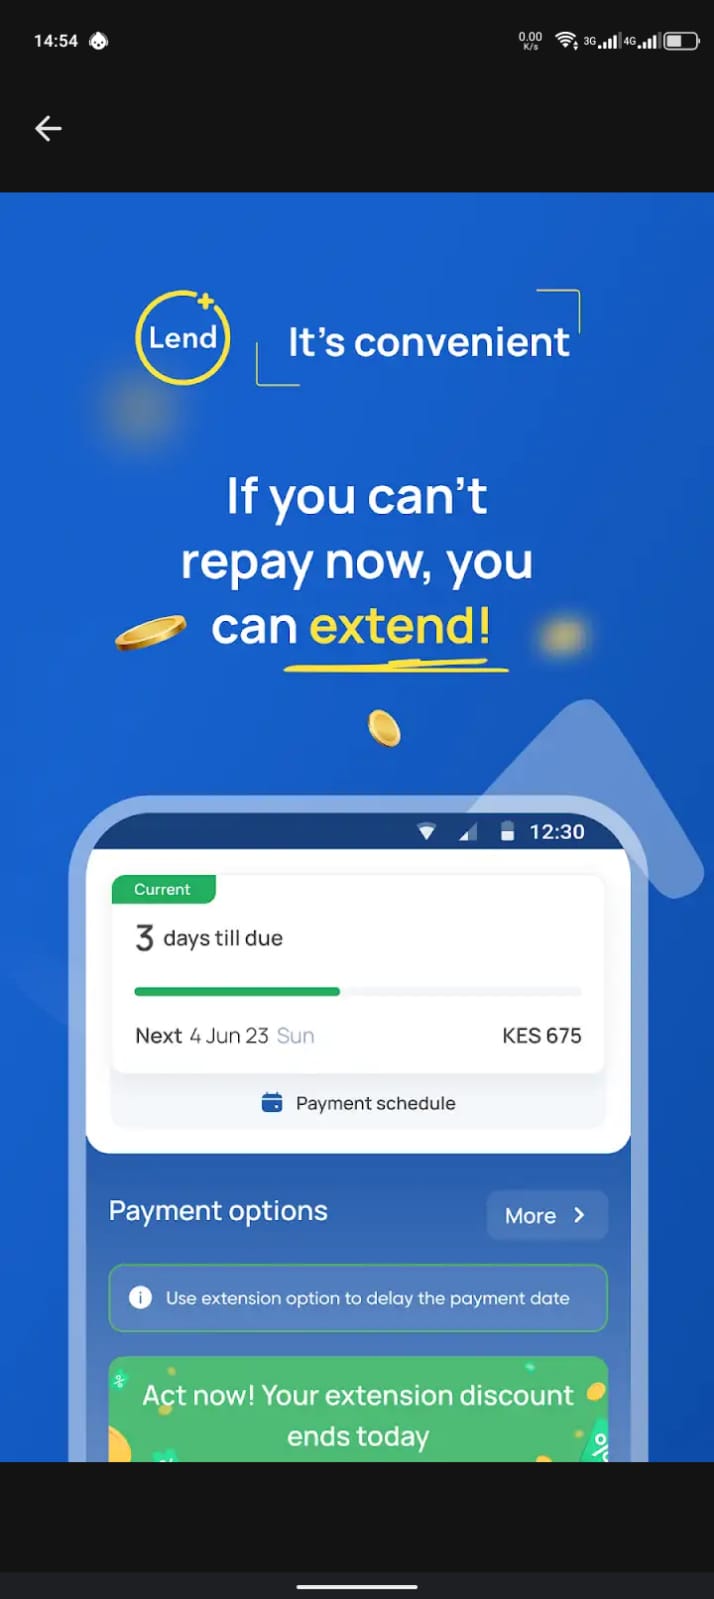 14:54
0.00
K/s
3G
4G
Lend
It's convenient
If you can't
repay now, you
can extend!
12:30
Current
3 days till due
Next 4 Jun 23 Sun
KES 675
Payment schedule
Payment options
More
Use extension option to delay the payment date
Act now! Your extension discount
ends today